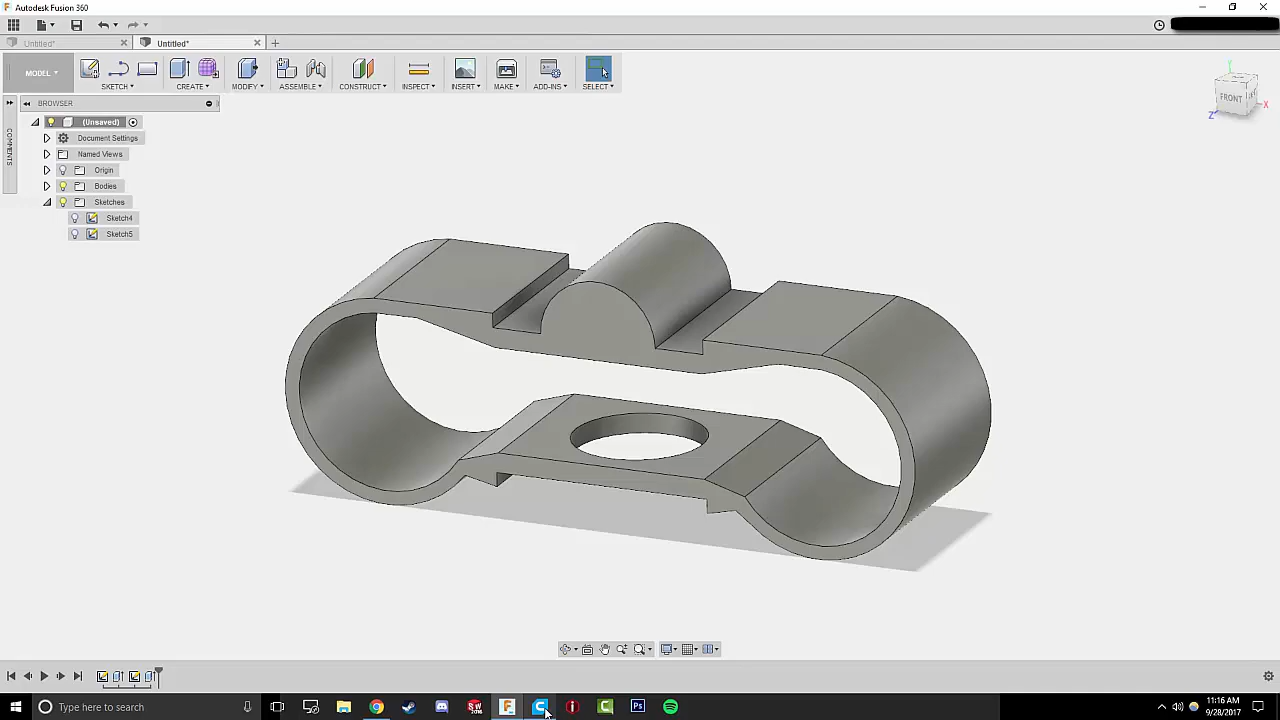 Autodesk Fusion 360
Untitled*
Untitled*
MODEL
SKETCH
CREATE
MODIFY
ASSEMBLE
CONSTRUCT
INSPECT
INSERT
MAKE
ADD-INS
SELECT
BROWSER
COMMENTS
(Unsaved)
Document Settings
Named Views
Origin
Bodies
Sketches
Sketch4
Sketch5
Y
FRONT
X
Z
Type here to search
11:16 AM
9/28/2017